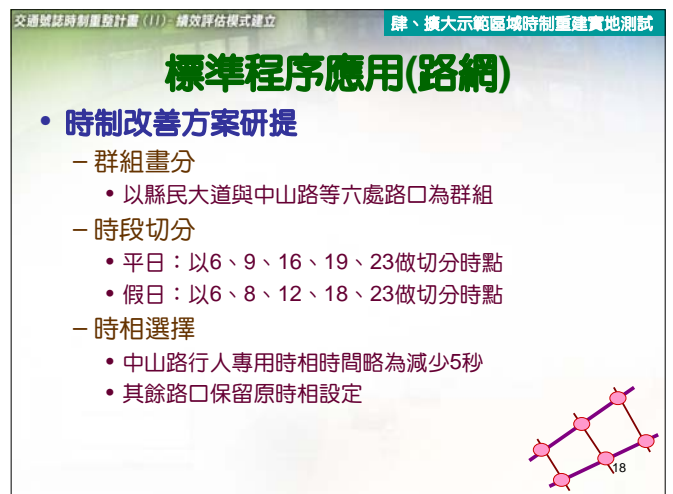 交通號誌時制重整計畫(II)- 績效評估模式建立
肆、擴大示範區域時制重建實地測試
標準程序應用(路網)
• 時制改善方案研提
– 群組畫分
• 以縣民大道與中山路等六處路口為群組
– 時段切分
• 平日：以6、9、16、19、23做切分時點
• 假日：以6、8、12、18、23做切分時點
– 時相選擇
• 中山路行人專用時相時間略為減少5秒
• 其餘路口保留原時相設定
18